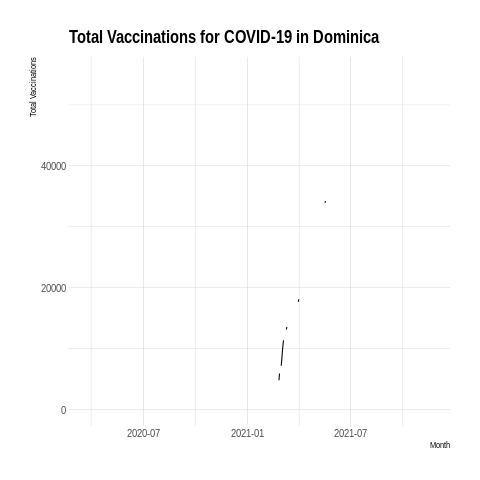 Total Vaccinations for COVID-19 in Dominica
Total Vaccinations
40000
20000
0
2020-07 2021-01 2021-07
Month